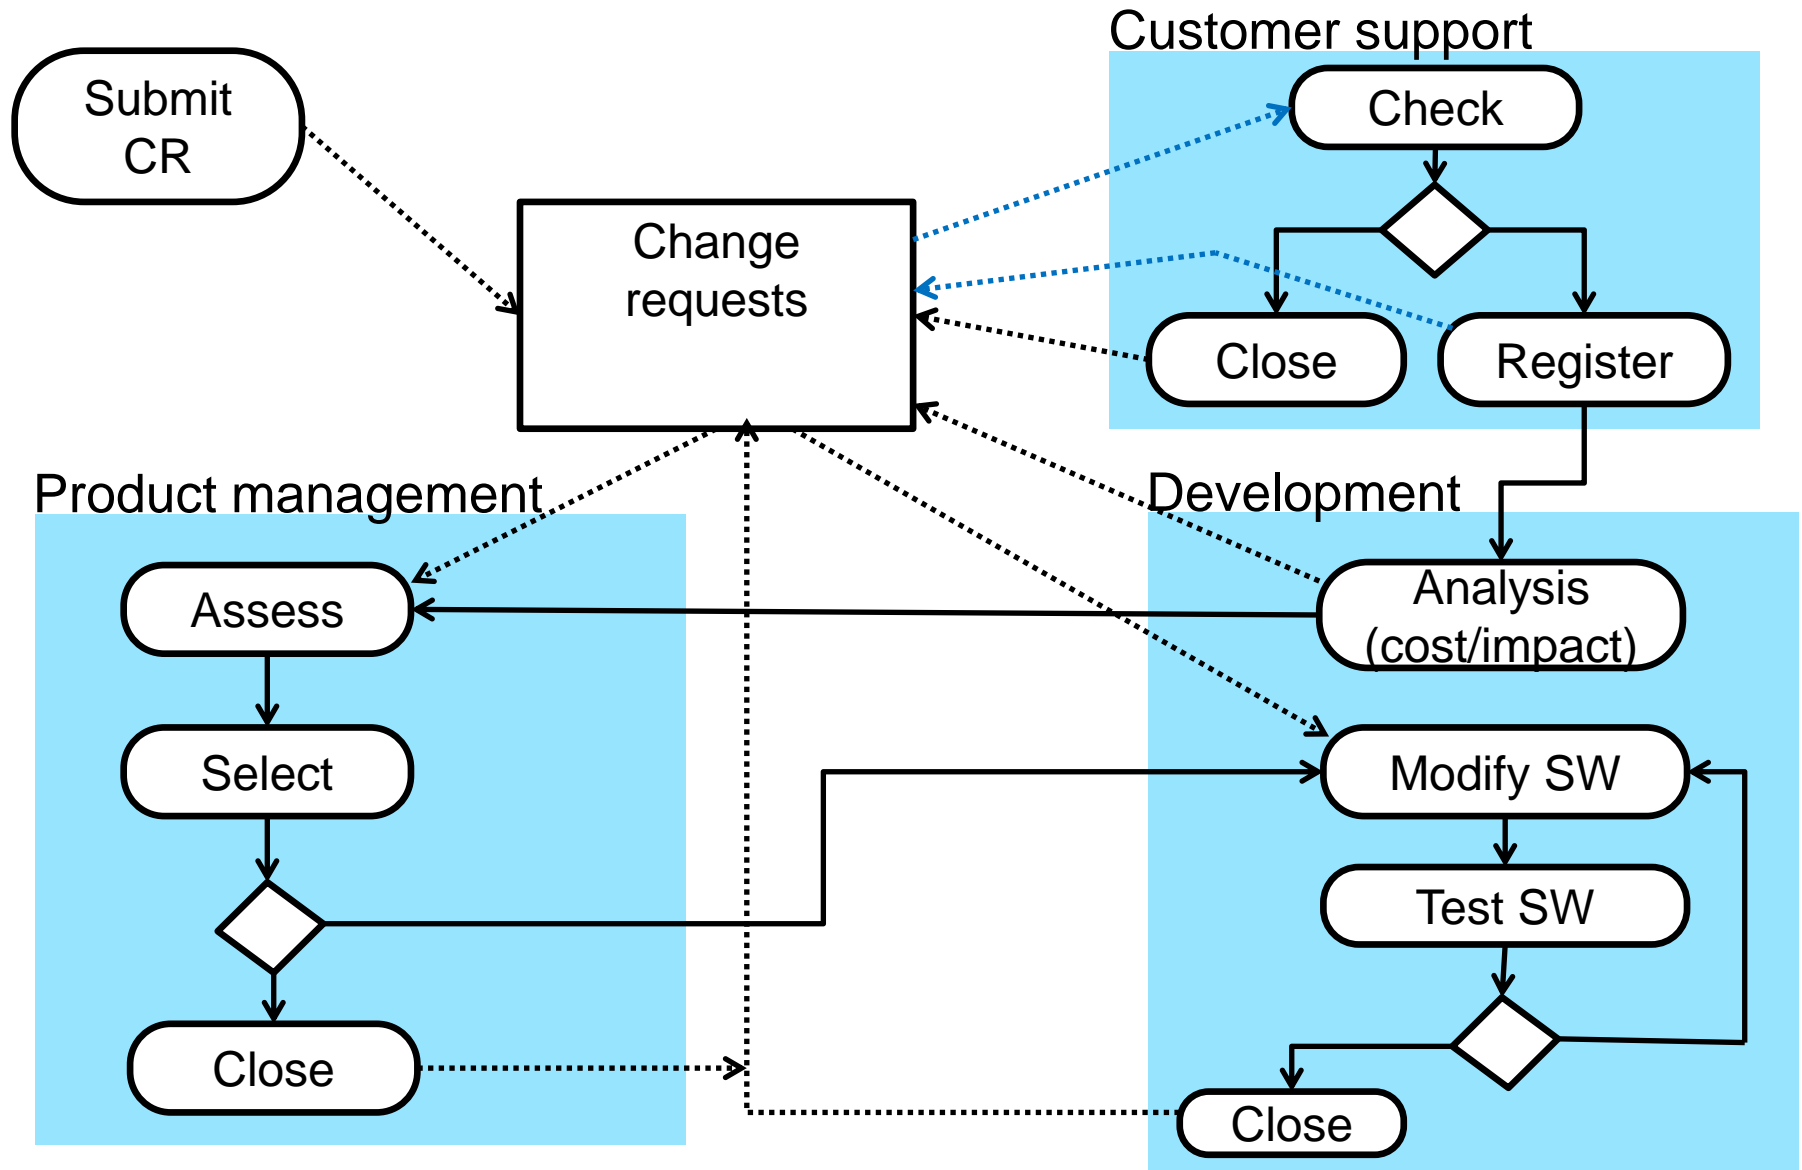 Customer support
Submit
CR
Check
Change
requests
Close
Register
Product management
Development
Assess
Analysis
(cost/impact)
Select
Modify SW
Test SW
Close
Close